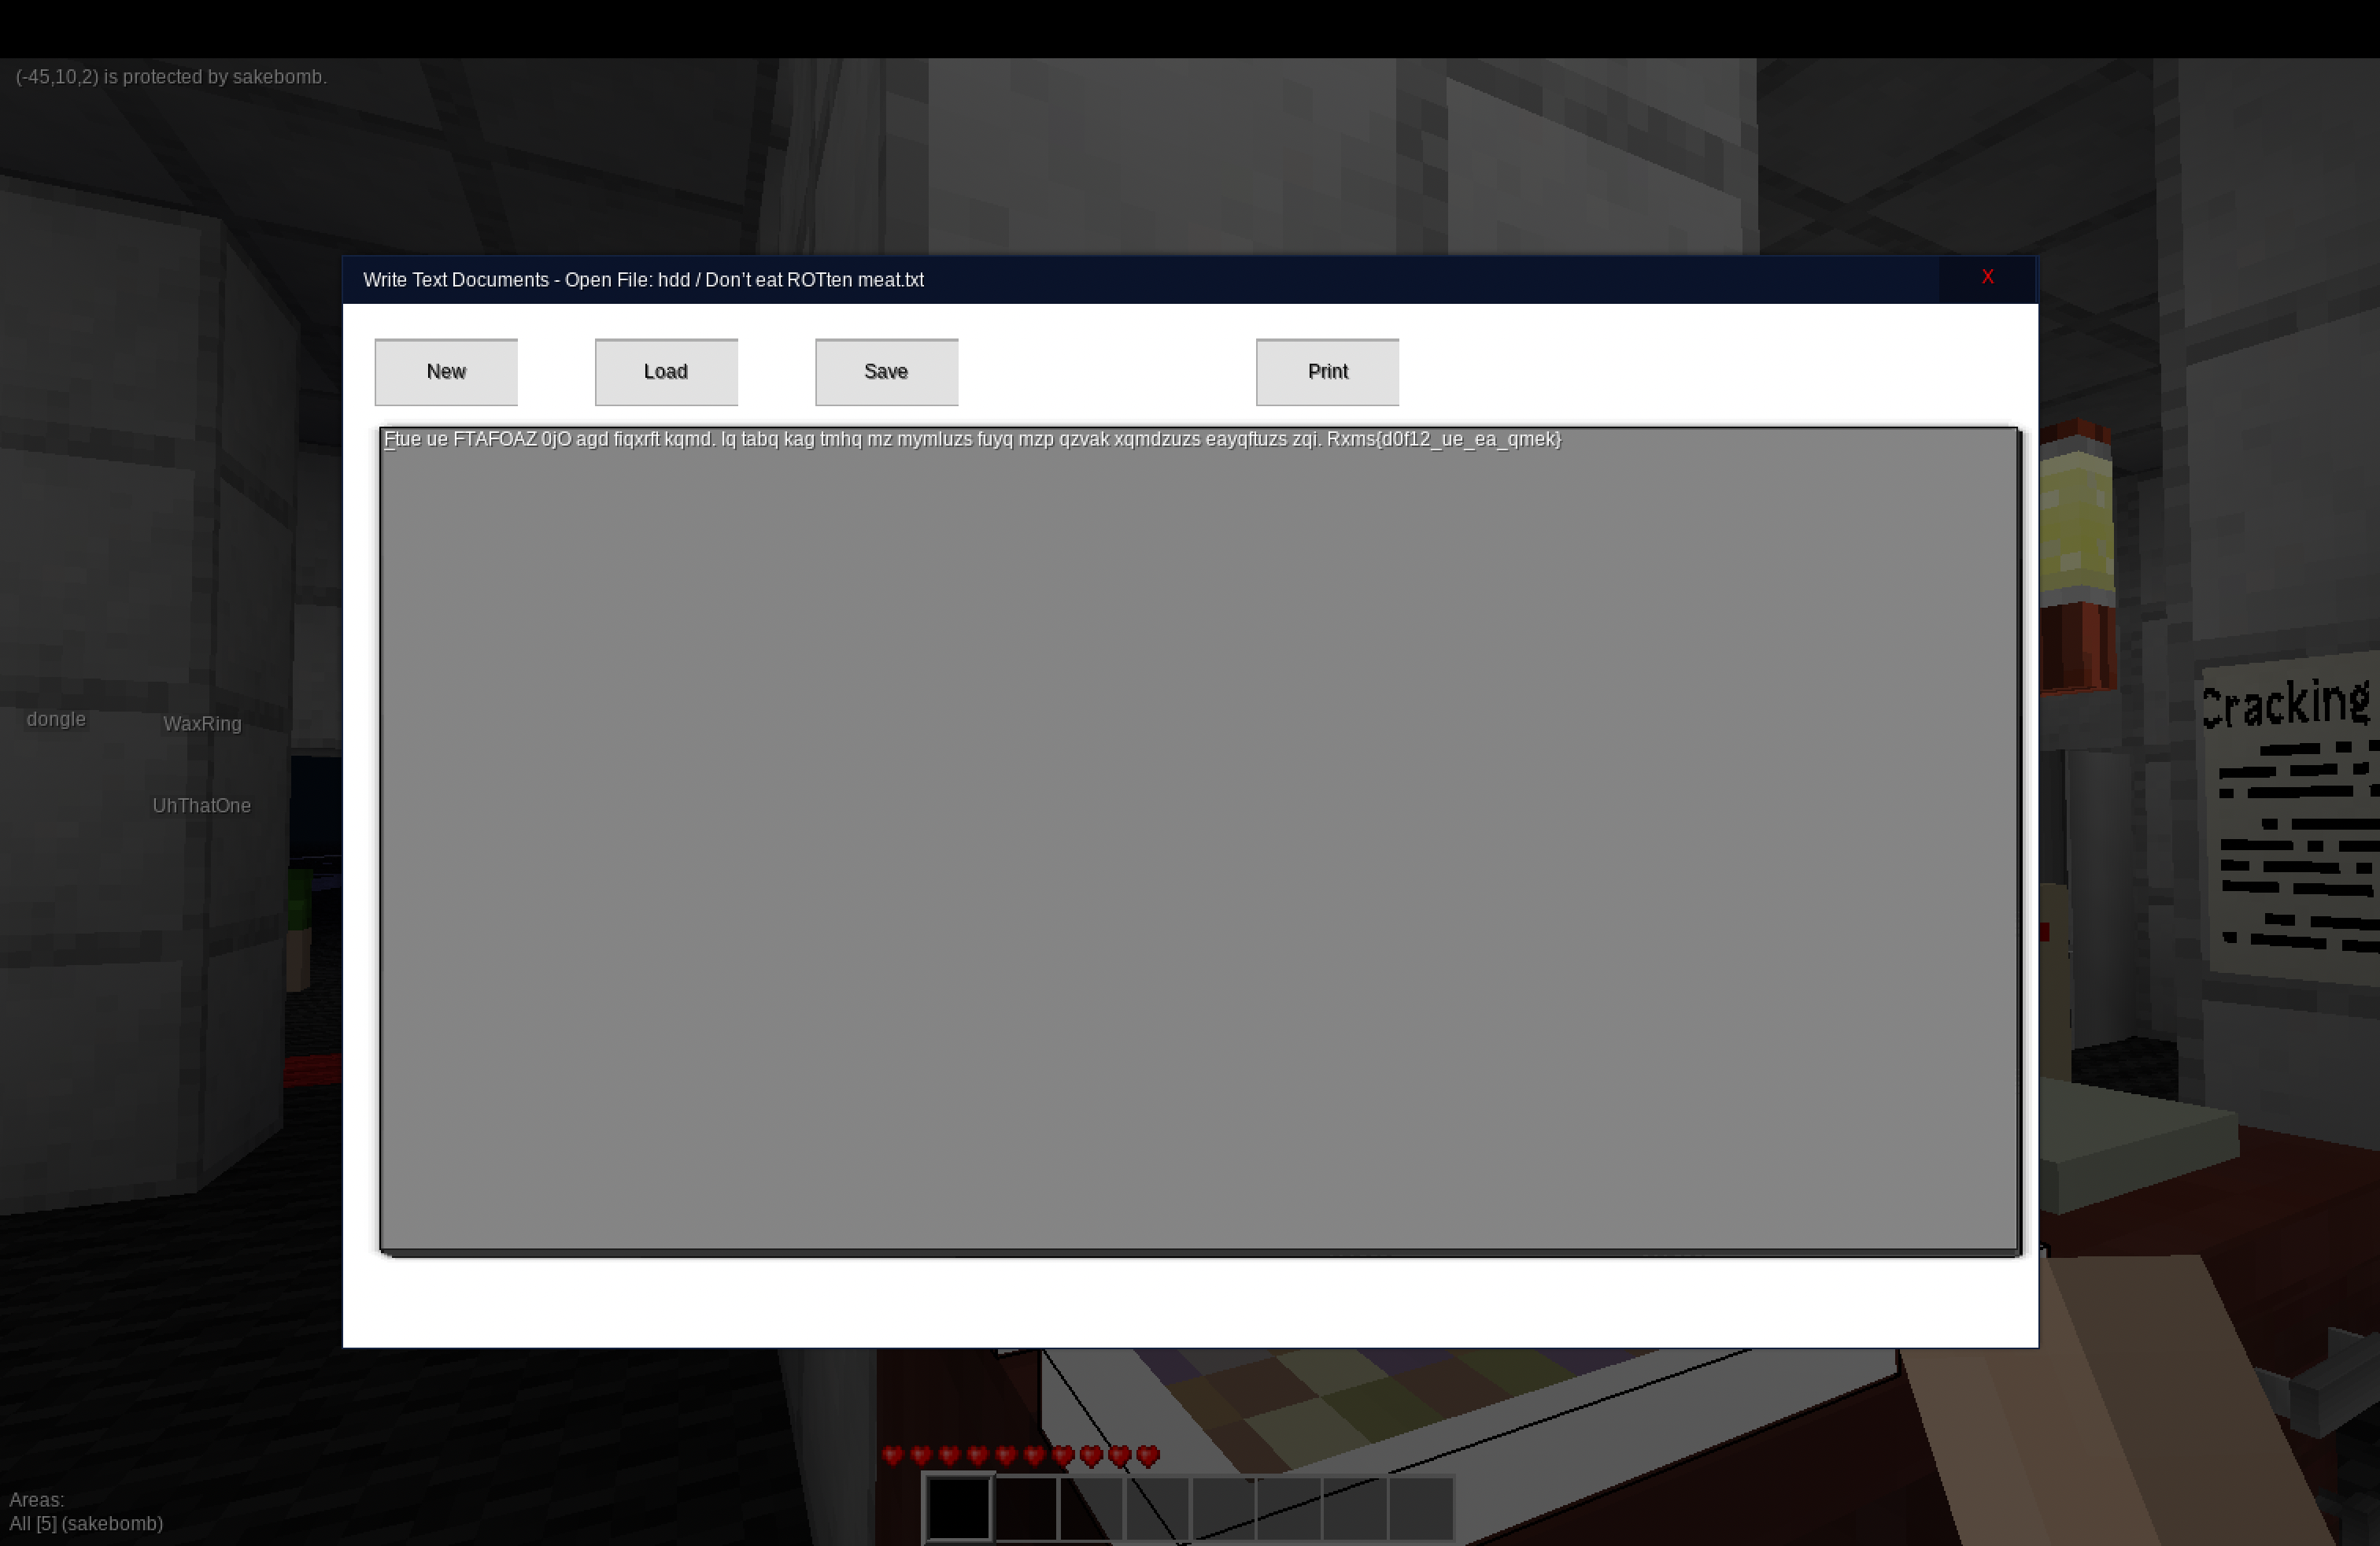 (-45,10,2) is protected by sakebomb.
Write Text Documents - Open File: hdd / Don't eat ROTten meat.txt
X
New
Load
Save
Print
Ftue ue FTAFOAZ 0jO agd fiqxrft kqmd. Iq tabq kag tmhq mz mymluzs fuyq mzp qzvak xqmdzuzs eayqftuzs zqi. Rxms{d0f12_ue_ea_qmek}
dongle
WaxRing
UhThatOne
Cracking
Areas:
All [5] (sakebomb)